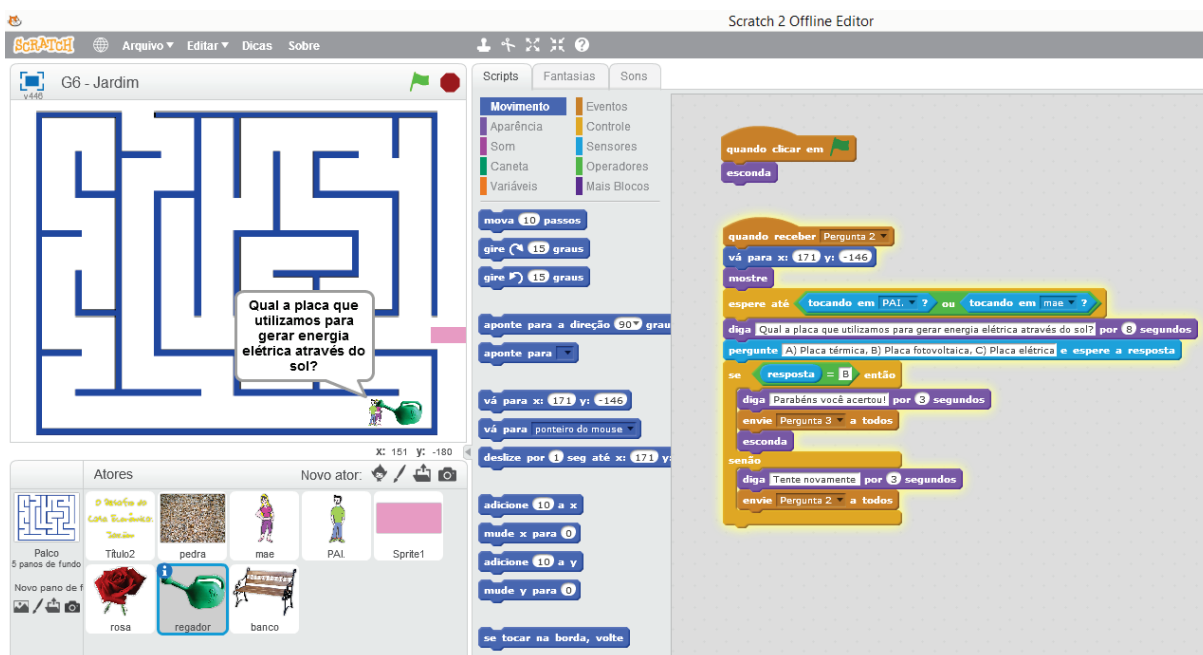 Scratch 2 Offline Editor
SCRATCH Arquivo Editar Dicas Sobre
v446
G6 - Jardim
Qual a placa que
utilizamos para
gerar energia
elétrica através do
sol?
x: 151 y: -180
Atores
Novo ator:
Palco
5 panos de fundo
Novo pano de f
Título2
pedra
mae
PAI.
Sprite1
rosa
regador
banco
Scripts Fantasias Sons
Movimento Eventos
Aparência Controle
Som Sensores
Caneta Operadores
Variáveis Mais Blocos
mova 10 passos
gire 15 graus
gire 15 graus
aponte para a direção 90 grau
aponte para
vá para x: 171 y: -146
vá para ponteiro do mouse
deslize por 1 seg até x: 171 y:
adicione 10 a x
mude x para 0
adicione 10 a y
mude y para 0
se tocar na borda, volte
quando clicar em
esconda
quando receber Pergunta 2
vá para x: 171 y: -146
mostre
espere até tocando em PAI. ? ou tocando em mae ?
diga Qual a placa que utilizamos para gerar energia elétrica através do sol? por 8 segundos
pergunte A) Placa térmica, B) Placa fotovoltaica, C) Placa elétrica e espere a resposta
se resposta = B então
diga Parabéns você acertou! por 3 segundos
envie Pergunta 3 a todos
esconda
senão
diga Tente novamente por 3 segundos
envie Pergunta 2 a todos